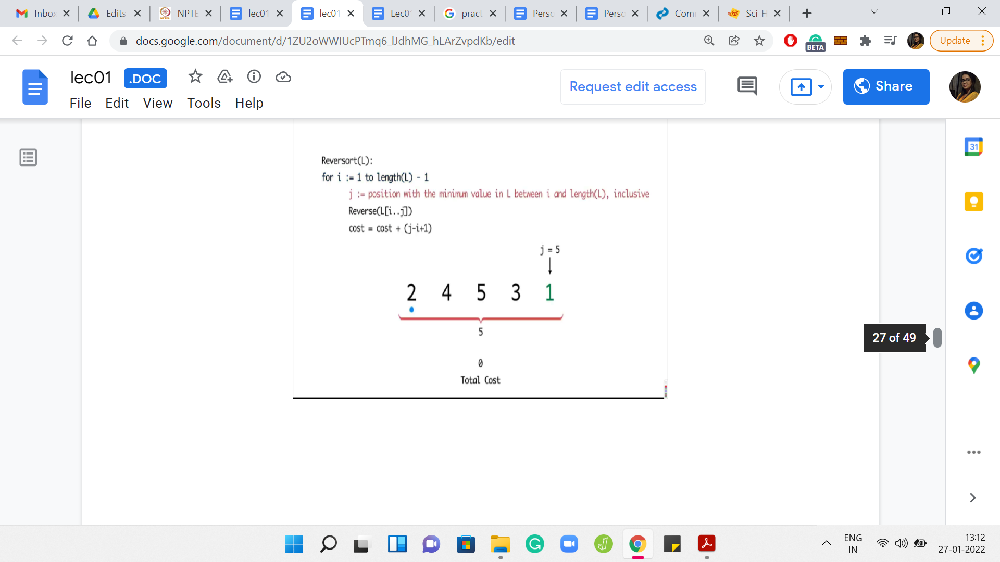 Inbox
Edits
NPTE
lec01
lec01
Lec0
pract
Perso
Perso
Com
Sci-H
docs.google.com/document/d/1ZU2oWWIUcPTmq6_lJdhMG_hLArZvpdKb/edit
BETA
Update
lec01 .DOC
File Edit View Tools Help
Request edit access
Share
31
Reversort(L):
for i := 1 to length(L) - 1
j := position with the minimum value in L between i and length(L), inclusive
Reverse(L[i..j])
cost = cost + (j-i+1)
j = 5
2 4 5 3 1
5
0
Total Cost
27 of 49
ENG
IN
13:12
27-01-2022